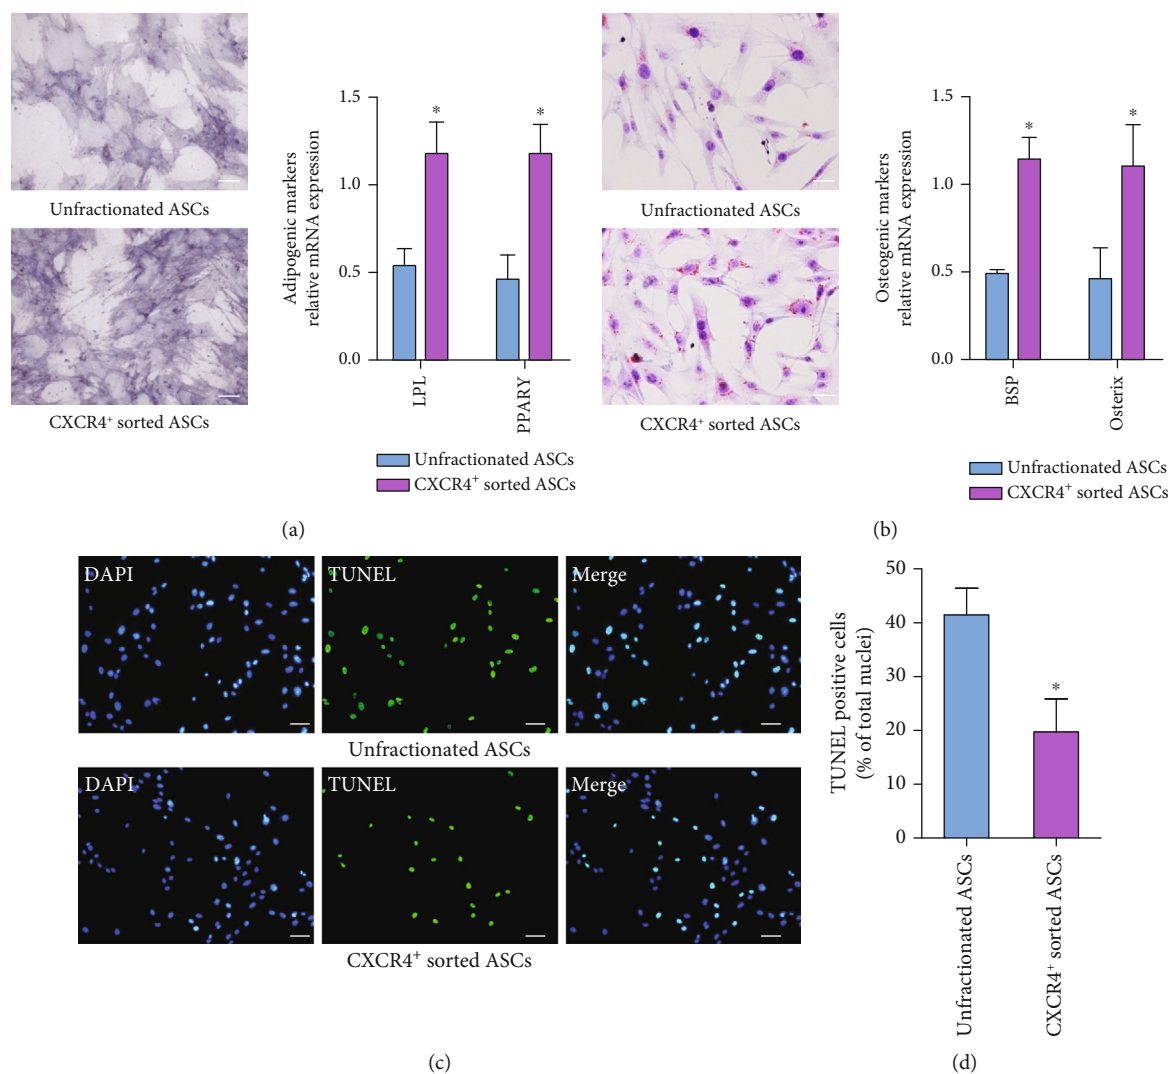 Unfractionated ASCs
CXCR4⁺ sorted ASCs
Adipogenic markers
relative mRNA expression
1.5
1.0
0.5
0.0
*
*
LPL
PPARY
Unfractionated ASCs
CXCR4⁺ sorted ASCs
(a)
Unfractionated ASCs
CXCR4⁺ sorted ASCs
Osteogenic markers
relative mRNA expression
1.5
1.0
0.5
0.0
*
*
BSP
Osterix
Unfractionated ASCs
CXCR4⁺ sorted ASCs
(b)
DAPI
TUNEL
Merge
Unfractionated ASCs
DAPI
TUNEL
Merge
CXCR4⁺ sorted ASCs
(c)
TUNEL positive cells
(% of total nuclei)
50
40
30
20
10
0
*
Unfractionated ASCs
CXCR4⁺ sorted ASCs
(d)